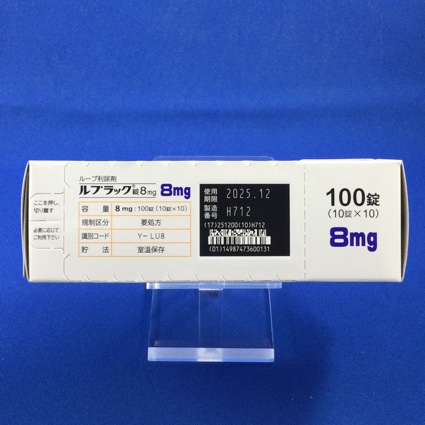 ここを押し、
切り離す
必要に応じて
ご利用下さい
ループ利尿剤
ルプラック錠8mg 8mg
容量 8 mg：100錠（10錠×10）
規制区分 要処方
識別コード Y－LU8
貯法 室温保存
使用期限 2025.12
製造番号 H712
(17)251200(10)H712
(01)14987473600131
100錠
（10錠×10）
8mg